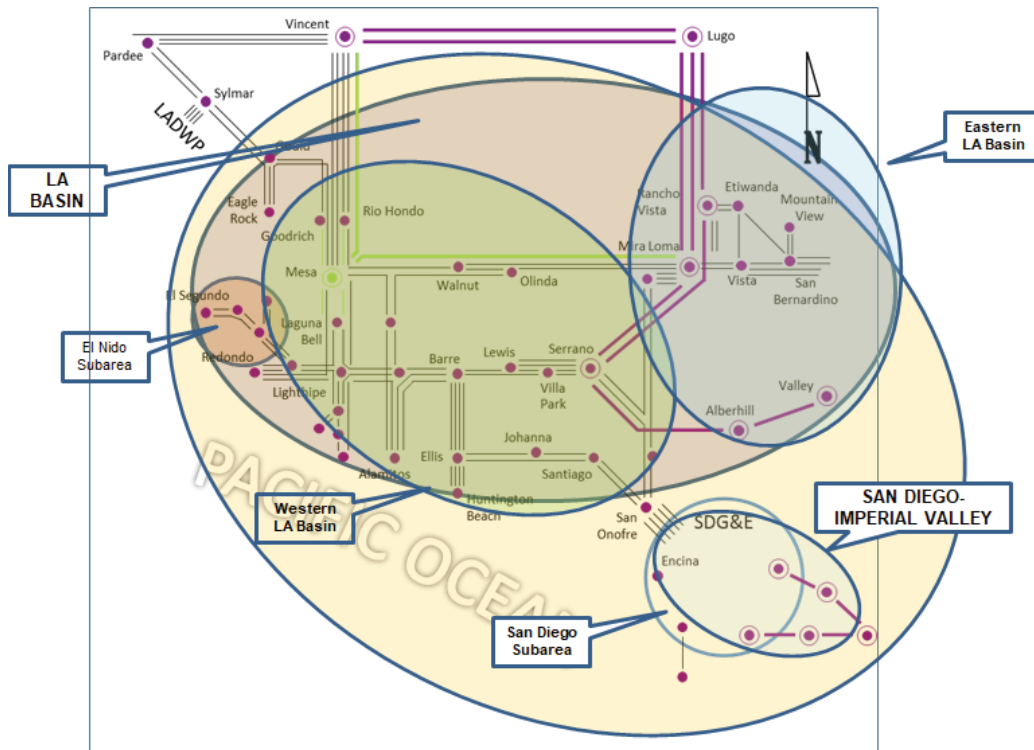 Vincent
Lugo
Pardee
Sylmar
LADWP
N
Eastern
LA Basin
LA
BASIN
Gould
Eagle
Rock
Goodrich
Rio Hondo
Rancho
Vista
Etiwanda
Mountain
View
Mira Loma
Mesa
Walnut
Olinda
Vista
San
Bernardino
El Segundo
El Nido
Subarea
Laguna
Bell
Redondo
Lighthipe
Barre
Lewis
Serrano
Villa
Park
Valley
Alberhill
Johanna
Alamitos
Ellis
Santiago
PACIFIC OCEAN
Western
LA Basin
Huntington
Beach
San
Onofre
SDG&E
SAN DIEGO-
IMPERIAL VALLEY
Encina
San Diego
Subarea